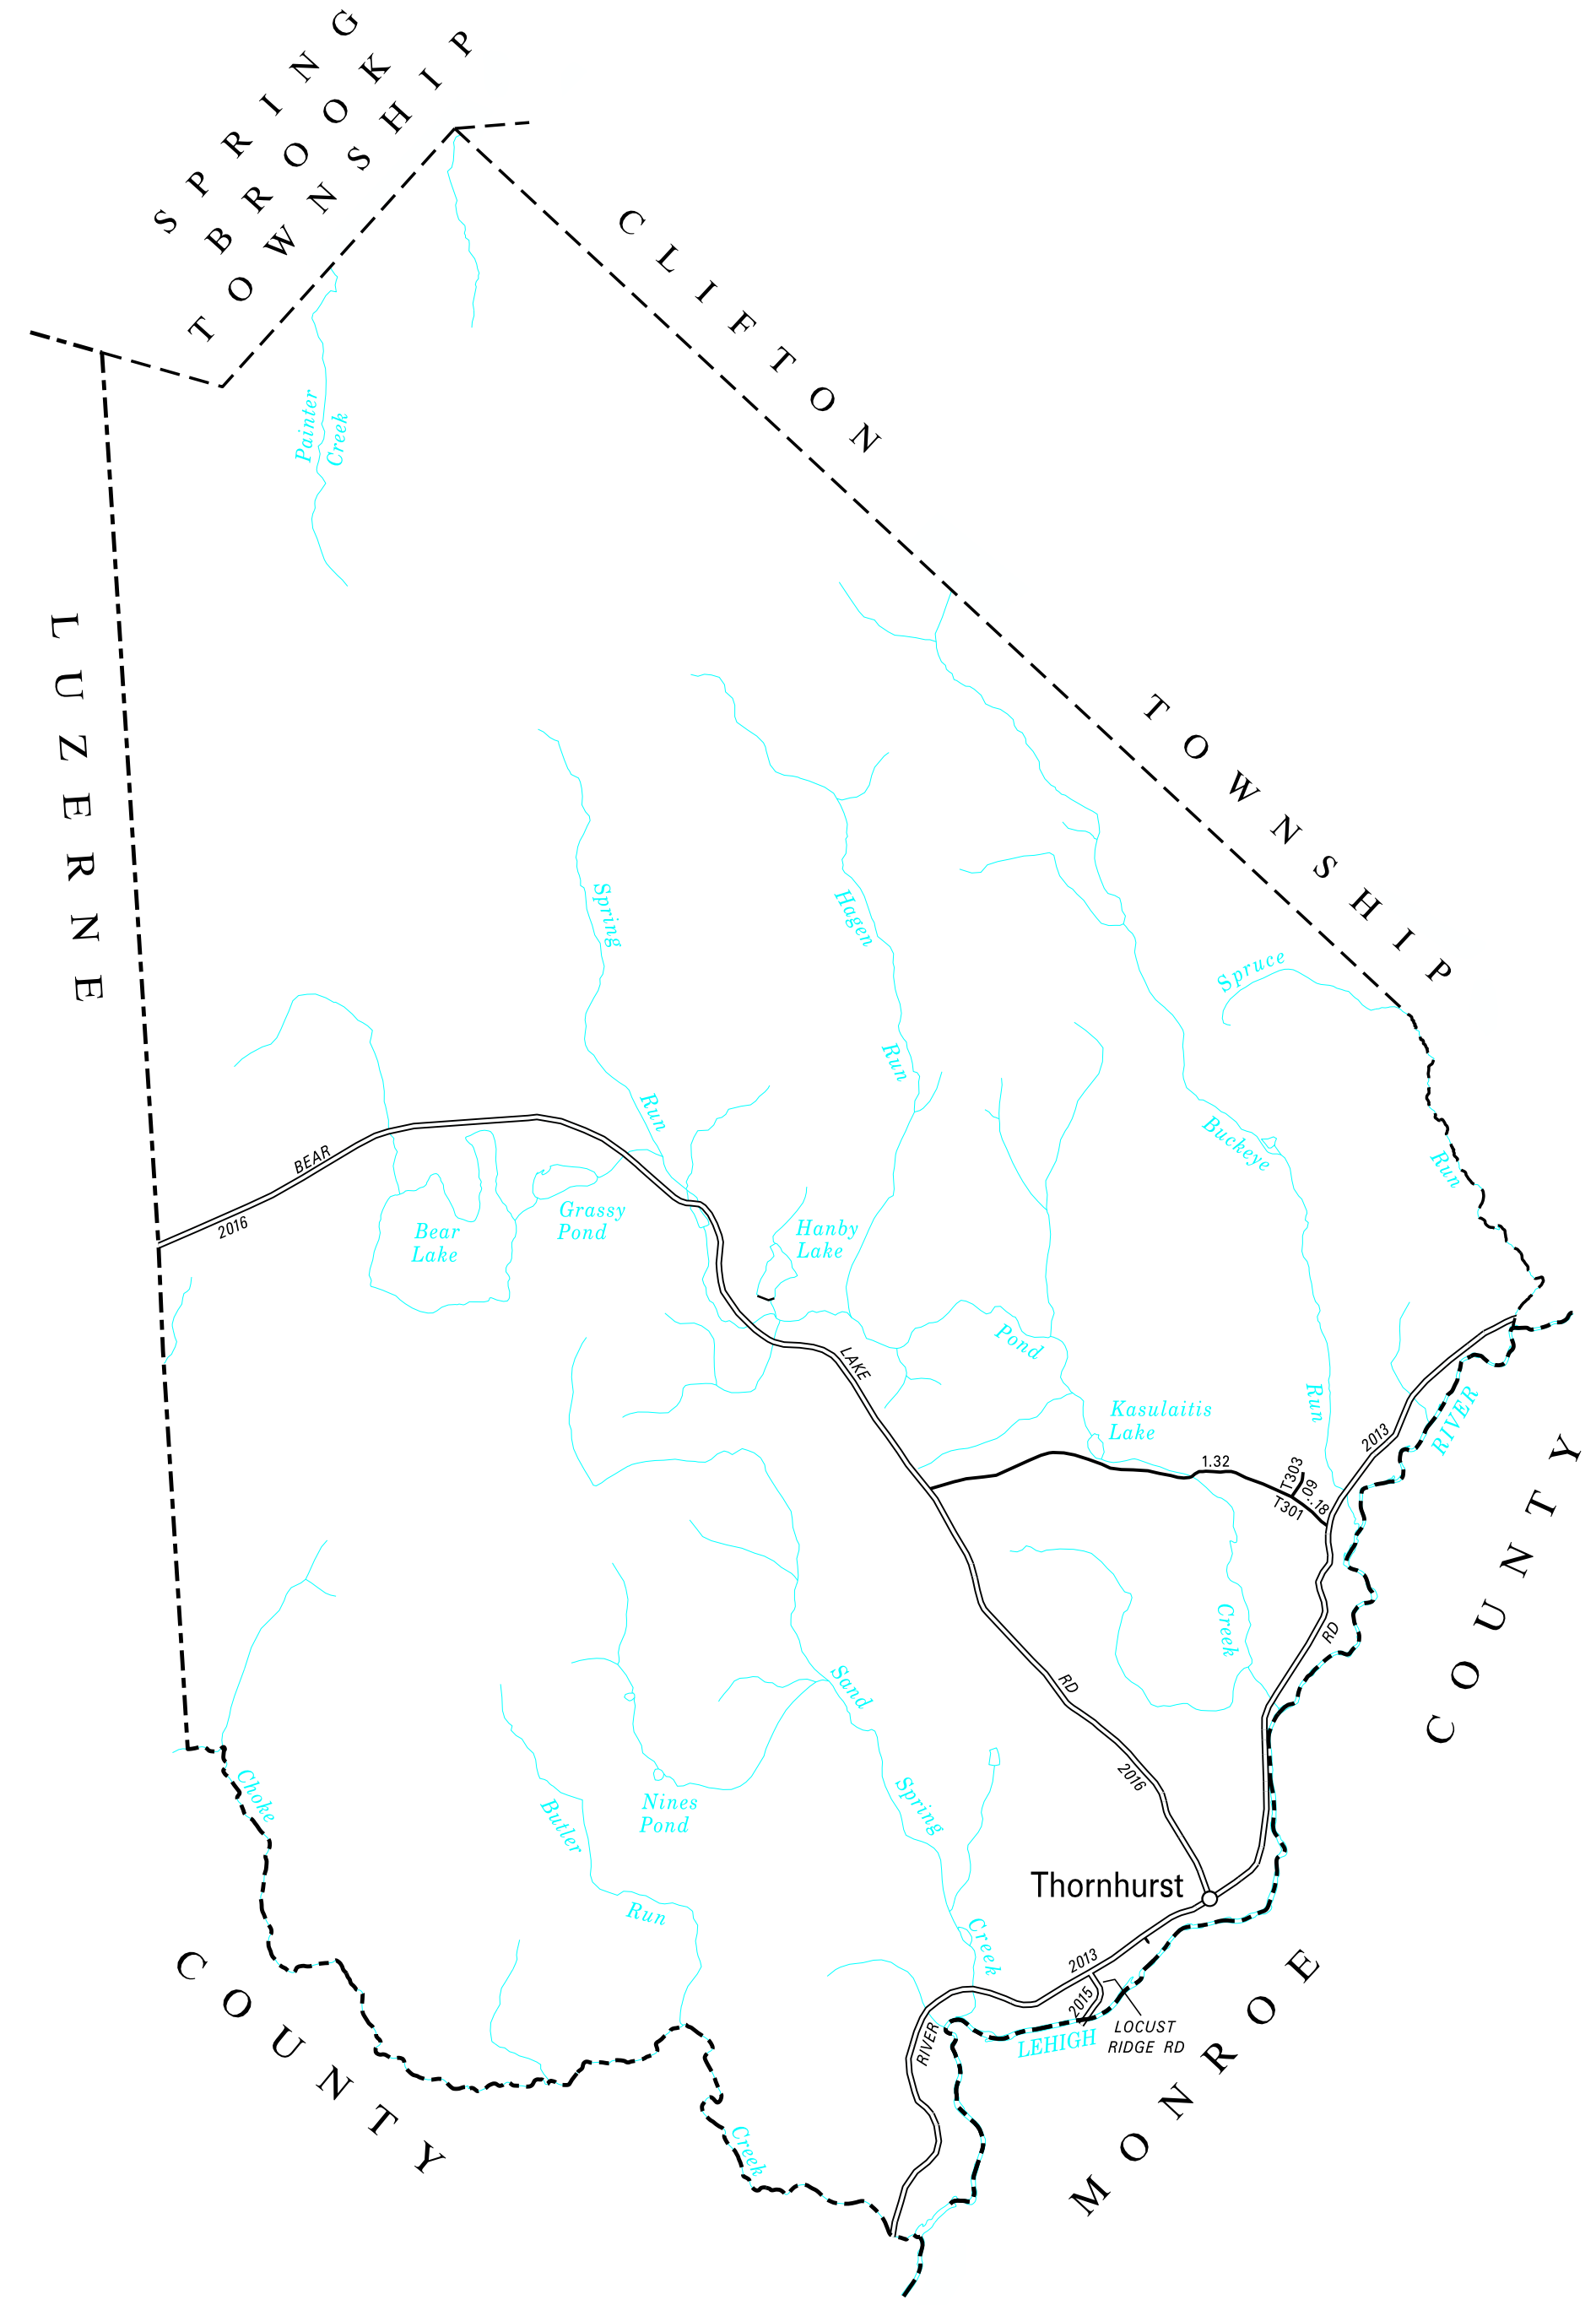 SPRING
BROOK
TOWNSHIP
CLIFTON
TOWNSHIP
LUZERNE
COUNTY
Painter
Creek
Spring
Run
Hagen
Run
Spruce
Run
Buckeye
Run
BEAR
2016
Bear
Lake
Grassy
Pond
Hanby
Lake
LAKE
Pond
Kasulaitis
Lake
1.32
T303
.09
.18
T301
2013
RIVER
COUNTY
Creek
RD
RD
Sand
Spring
Creek
2016
Choke
Butler
Run
Nines
Pond
Thornhurst
2013
2015
LOCUST
RIDGE RD
LEHIGH
RIVER
MONROE
Creek